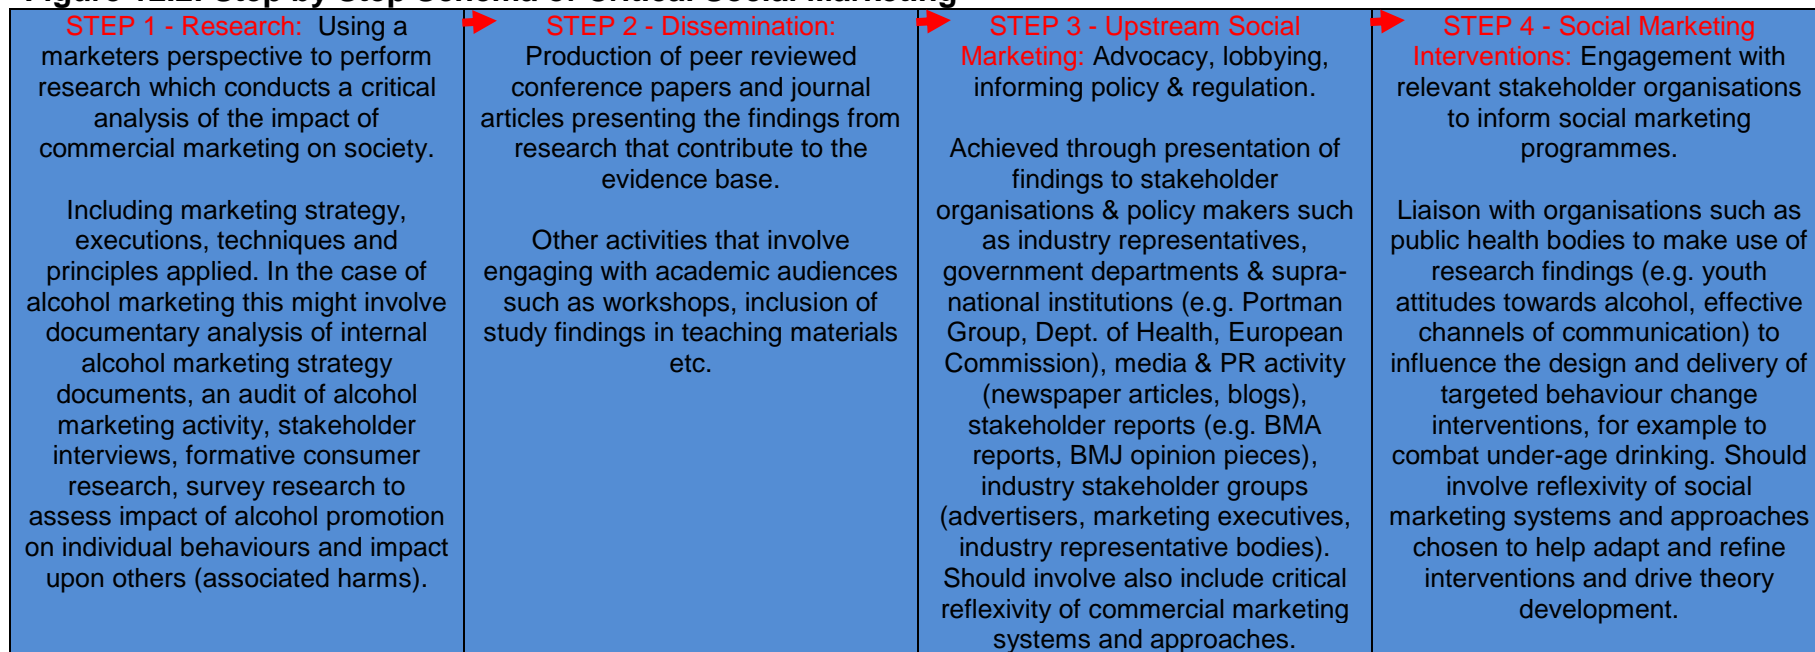 Figure 12.2: Step by Step Schema of Critical Social Marketing
STEP 1 - Research: Using a
marketers perspective to perform
research which conducts a critical
analysis of the impact of
commercial marketing on society.
Including marketing strategy,
executions, techniques and
principles applied. In the case of
alcohol marketing this might involve
documentary analysis of internal
alcohol marketing strategy
documents, an audit of alcohol
marketing activity, stakeholder
interviews, formative consumer
research, survey research to
assess impact of alcohol promotion
on individual behaviours and impact
upon others (associated harms).
STEP 2 - Dissemination:
Production of peer reviewed
conference papers and journal
articles presenting the findings from
research that contribute to the
evidence base.
Other activities that involve
engaging with academic audiences
such as workshops, inclusion of
study findings in teaching materials
etc.
STEP 3 - Upstream Social
Marketing: Advocacy, lobbying,
informing policy & regulation.
Achieved through presentation of
findings to stakeholder
organisations & policy makers such
as industry representatives,
government departments & supra-
national institutions (e.g. Portman
Group, Dept. of Health, European
Commission), media & PR activity
(newspaper articles, blogs),
stakeholder reports (e.g. BMA
reports, BMJ opinion pieces),
industry stakeholder groups
(advertisers, marketing executives,
industry representative bodies).
Should involve also include critical
reflexivity of commercial marketing
systems and approaches.
STEP 4 - Social Marketing
Interventions: Engagement with
relevant stakeholder organisations
to inform social marketing
programmes.
Liaison with organisations such as
public health bodies to make use of
research findings (e.g. youth
attitudes towards alcohol, effective
channels of communication) to
influence the design and delivery of
targeted behaviour change
interventions, for example to
combat under-age drinking. Should
involve reflexivity of social
marketing systems and approaches
chosen to help adapt and refine
interventions and drive theory
development.